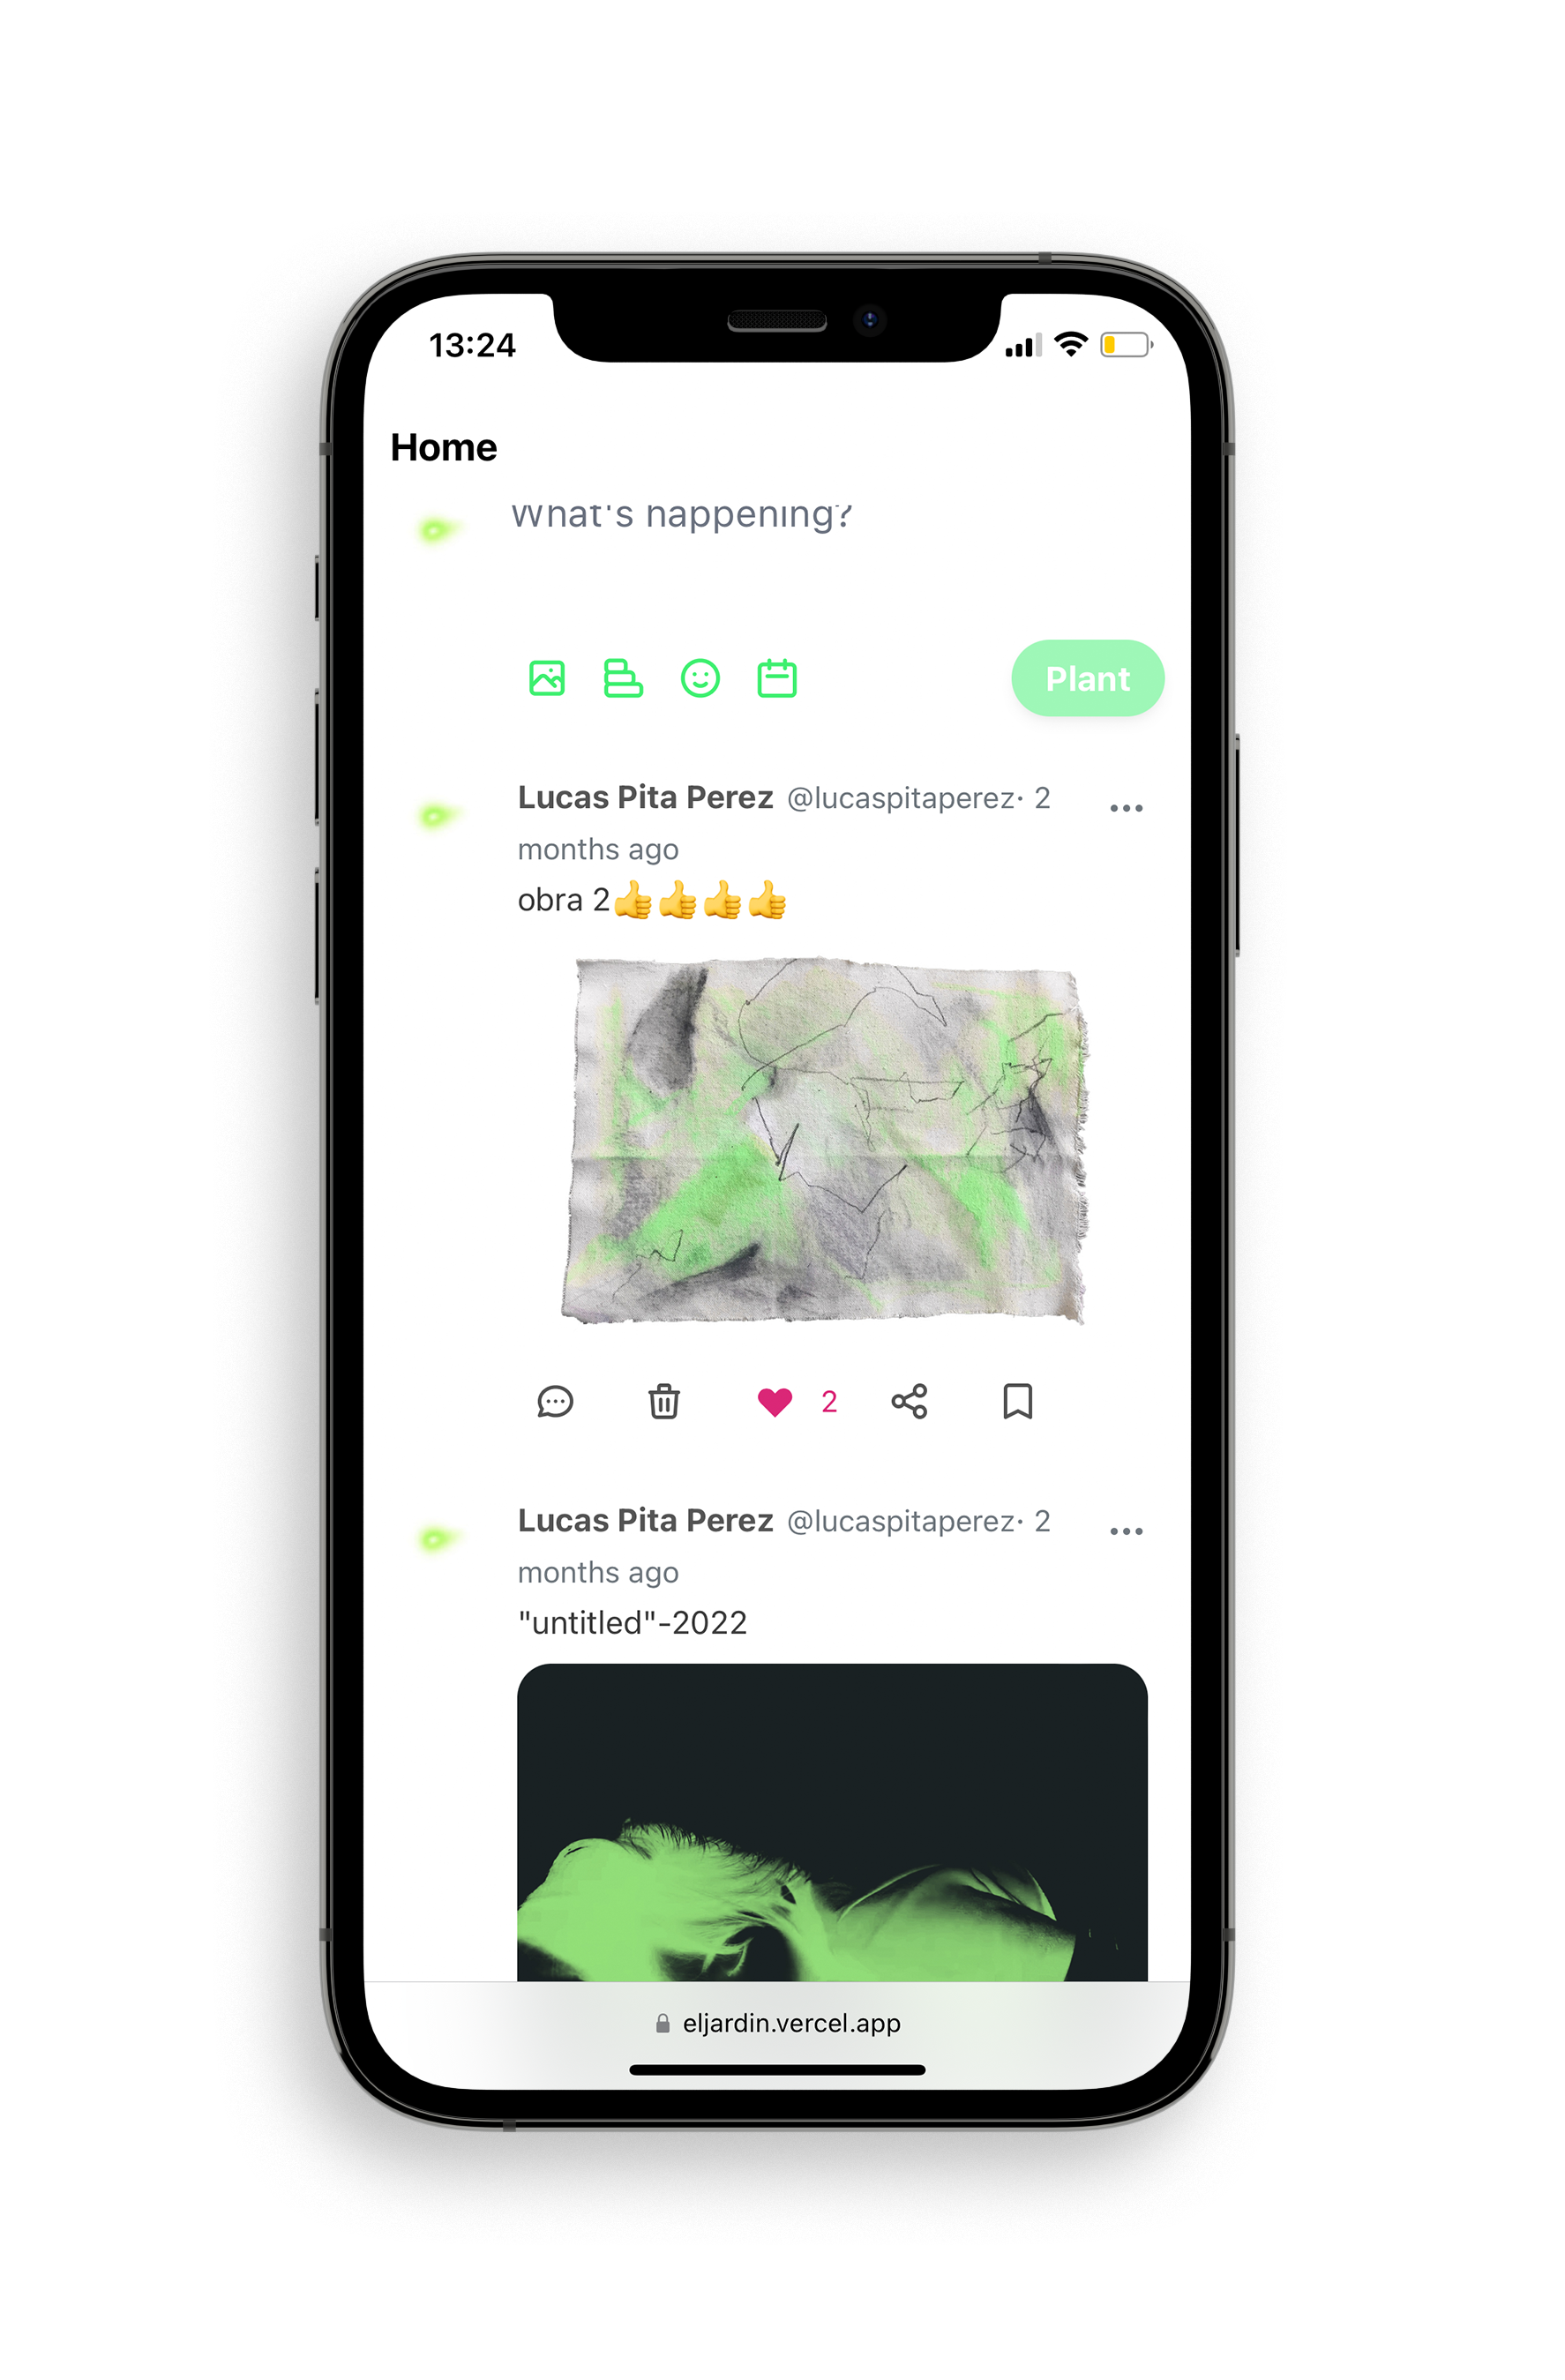 13:24
Home
What's happening?
Plant
Lucas Pita Perez @lucaspitaperez· 2
months ago
obra 2👍👍👍👍
2
Lucas Pita Perez @lucaspitaperez· 2
months ago
"untitled"-2022
eljardin.vercel.app